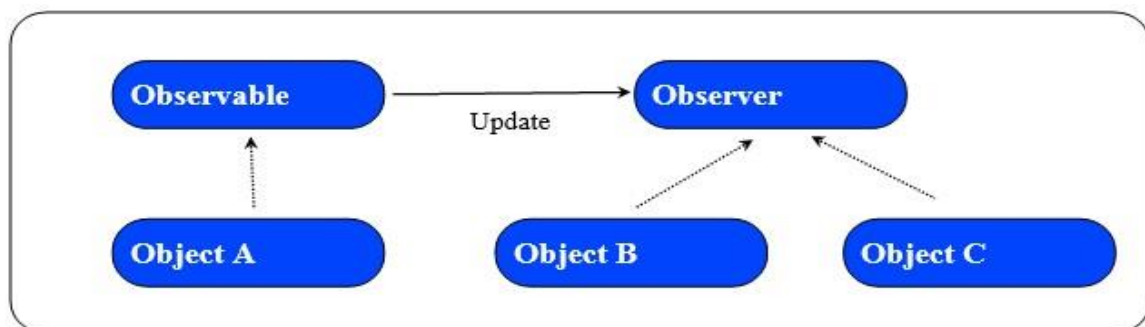 Observable
Observer
Update
Object A
Object B
Object C